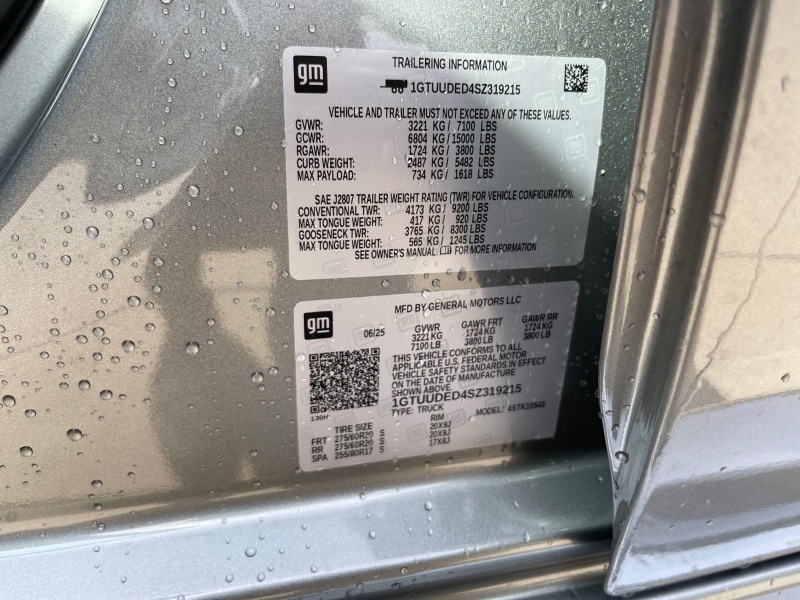 gm
TRAILERING INFORMATION
1GTUUDED4SZ319215
VEHICLE AND TRAILER MUST NOT EXCEED ANY OF THESE VALUES.
GVWR: 3221 KG / 7100 LBS
GCWR: 6804 KG / 15000 LBS
RGAWR: 1724 KG / 3800 LBS
CURB WEIGHT: 2487 KG / 5482 LBS
MAX PAYLOAD: 734 KG / 1618 LBS
SAE J2807 TRAILER WEIGHT RATING (TWR) FOR VEHICLE CONFIGURATION.
CONVENTIONAL TWR: 4173 KG / 9200 LBS
MAX TONGUE WEIGHT: 417 KG / 920 LBS
GOOSENECK TWR: 3765 KG / 8300 LBS
MAX TONGUE WEIGHT: 565 KG / 1245 LBS
SEE OWNER'S MANUAL FOR MORE INFORMATION
gm
MFD BY GENERAL MOTORS LLC
06/25 GVWR GAWR FRT GAWR RR
3221 KG 1724 KG 1724 KG
7100 LB 3800 LB 3800 LB
THIS VEHICLE CONFORMS TO ALL
APPLICABLE U.S. FEDERAL MOTOR
VEHICLE SAFETY STANDARDS IN EFFECT
ON THE DATE OF MANUFACTURE
SHOWN ABOVE.
1GTUUDED4SZ319215
TYPE: TRUCK MODEL: 4STK10543
TIRE SIZE RIM
FRT 275/60R20 S 20X9J
RR 275/60R20 S 20X9J
SPA 255/80R17 S 17X8J